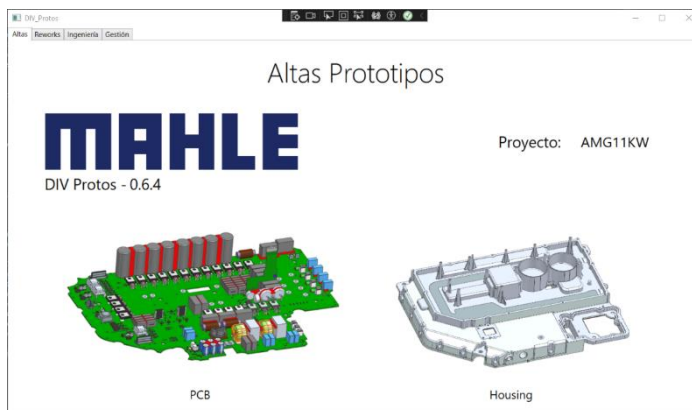 DIV_Protos
Altas Reworks Ingeniería Gestión
Altas Prototipos
MAHLE
Proyecto: AMG11KW
DIV Protos - 0.6.4
PCB Housing